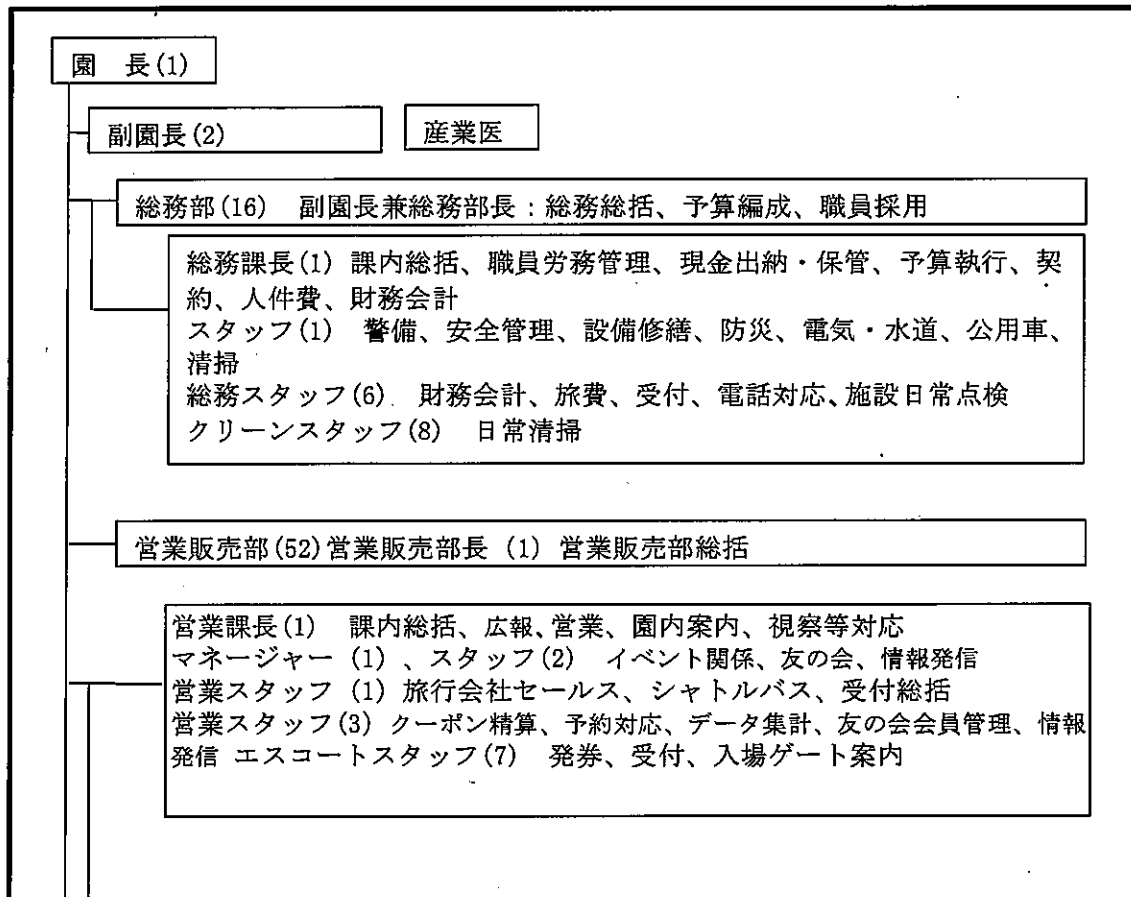 園　長(1)
副園長(2)
産業医
総務部(16)　副園長兼総務部長：総務総括、予算編成、職員採用
総務課長(1) 課内総括、職員労務管理、現金出納・保管、予算執行、契
約、人件費、財務会計
スタッフ(1)　警備、安全管理、設備修繕、防災、電気・水道、公用車、
清掃
総務スタッフ(6)　財務会計、旅費、受付、電話対応、施設日常点検
クリーンスタッフ(8)　日常清掃
営業販売部(52) 営業販売部長 (1) 営業販売部総括
営業課長(1)　課内総括、広報、営業、園内案内、視察等対応
マネージャー (1) 、スタッフ(2)　イベント関係、友の会、情報発信
営業スタッフ (1) 旅行会社セールス、シャトルバス、受付総括
営業スタッフ(3) クーポン精算、予約対応、データ集計、友の会会員管理、情報
発信 エスコートスタッフ(7)　発券、受付、入場ゲート案内